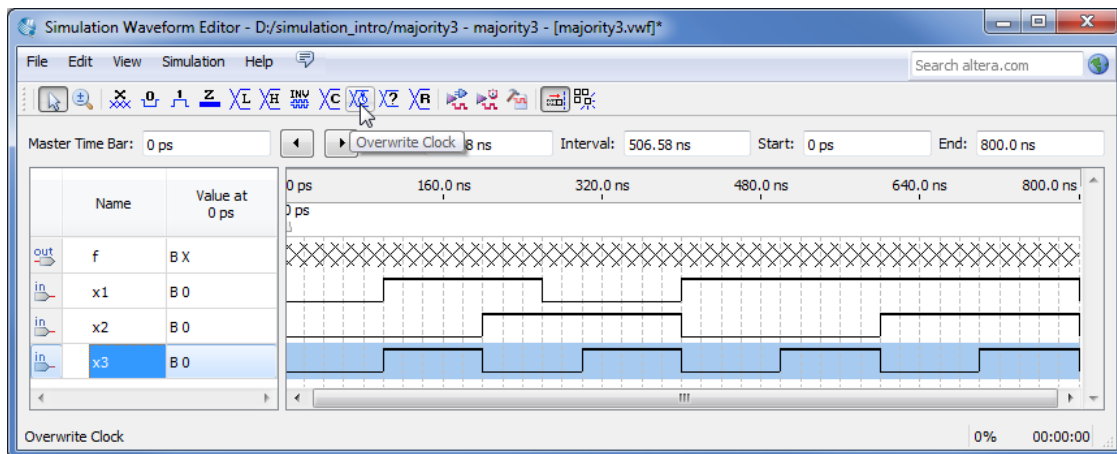 Simulation Waveform Editor - D:/simulation_intro/majority3 - majority3 - [majority3.vwf]*
File Edit View Simulation Help Search altera.com
X 0 1 Z L H INV C ? R
Master Time Bar: 0 ps Overwrite Clock 8 ns Interval: 506.58 ns Start: 0 ps End: 800.0 ns
Name Value at 0 ps 0 ps 160.0 ns 320.0 ns 480.0 ns 640.0 ns 800.0 ns
0 ps
out f B X
in x1 B 0
in x2 B 0
in x3 B 0
Overwrite Clock 0% 00:00:00